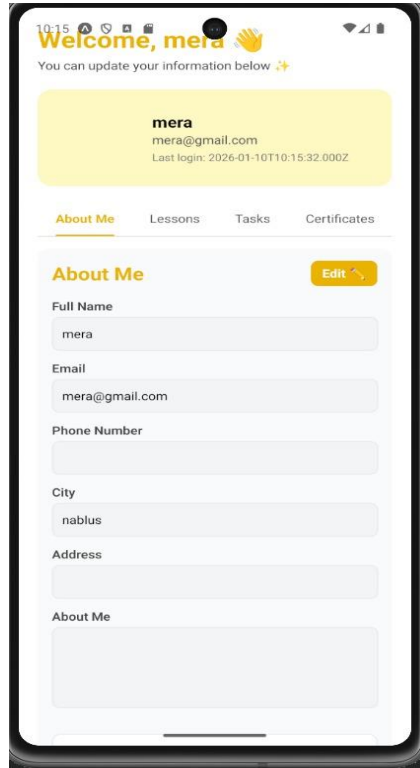 10:15
Welcome, mera 👋
You can update your information below ✨
mera
mera@gmail.com
Last login: 2026-01-10T10:15:32.000Z
About Me Lessons Tasks Certificates
About Me Edit ✏️
Full Name
mera
Email
mera@gmail.com
Phone Number
City
nablus
Address
About Me